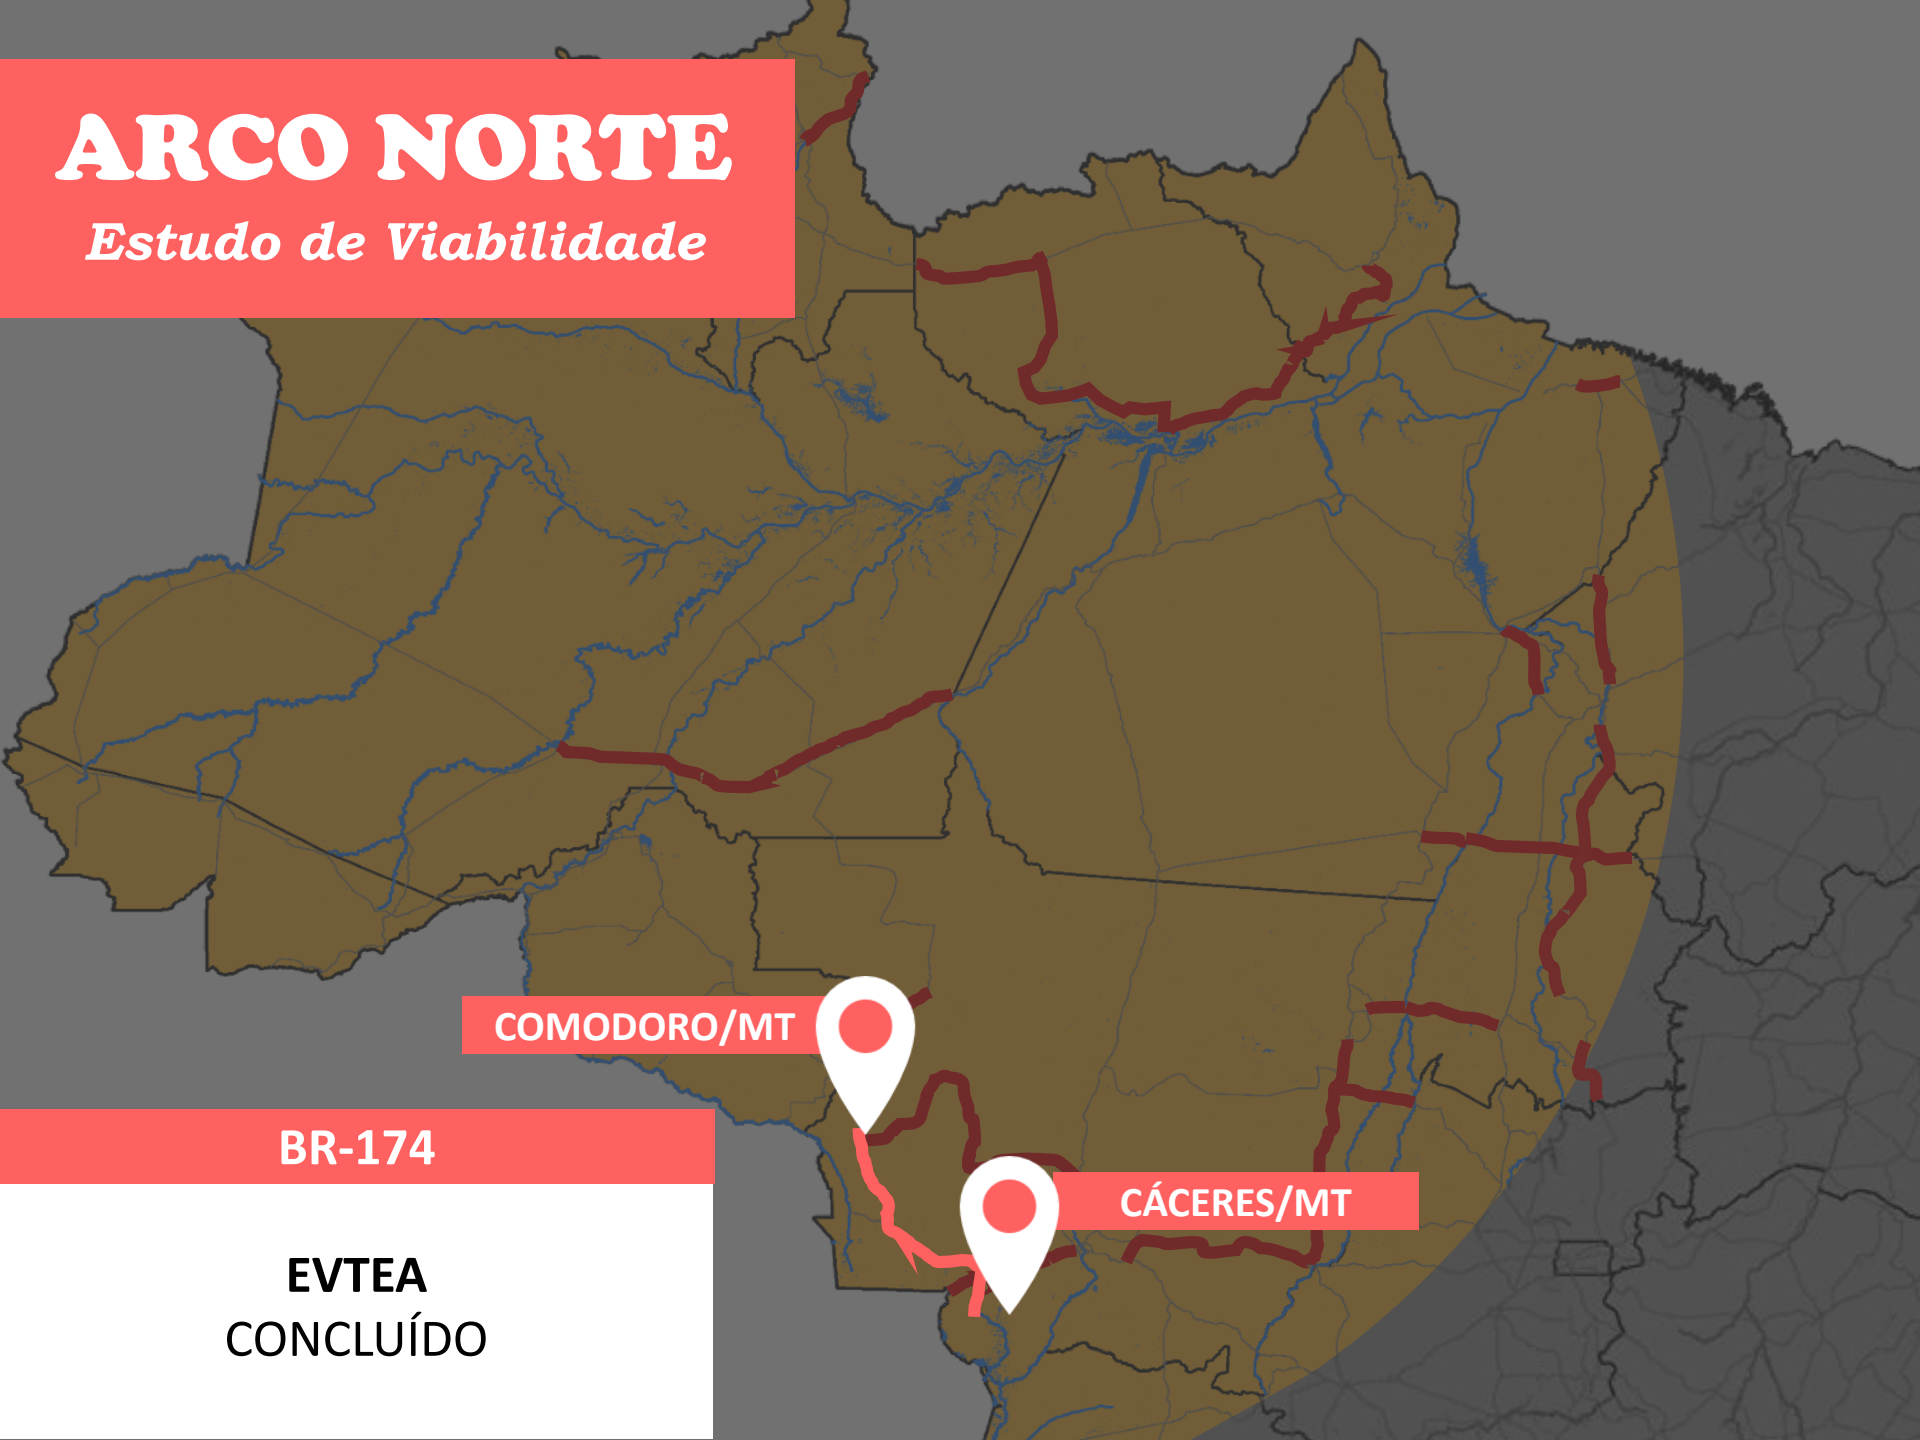 ARCO NORTE
Estudo de Viabilidade
COMODORO/MT
BR-174
CÁCERES/MT
EVTEA
CONCLUÍDO